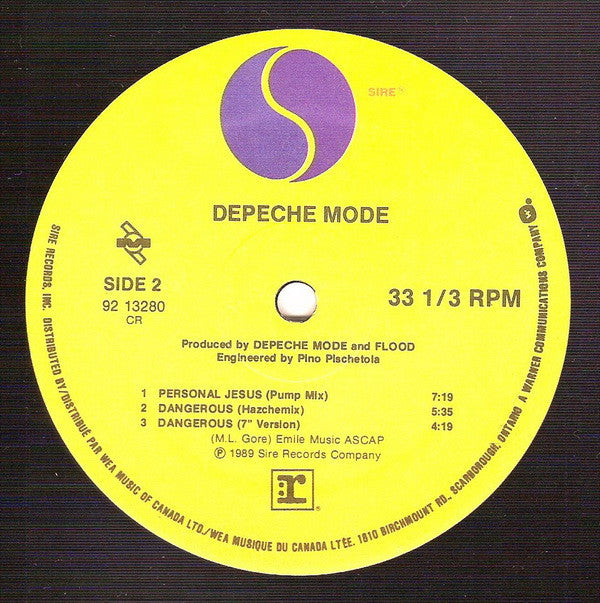 SIRE®
DEPECHE MODE
SIDE 2
92 13280
CR
33 1/3 RPM
Produced by DEPECHE MODE and FLOOD
Engineered by Pino Pischetola
1 PERSONAL JESUS (Pump Mix) 7:19
2 DANGEROUS (Hazchemix) 5:35
3 DANGEROUS (7" Version) 4:19
(M.L. Gore) Emile Music ASCAP
℗ 1989 Sire Records Company
r®
SIRE RECORDS, INC. DISTRIBUTED BY/DISTRIBUÉ PAR WEA MUSIC OF CANADA LTD./WEA MUSIQUE DU CANADA LTÉE. 1810 BIRCHMOUNT RD., SCARBOROUGH, ONTARIO A WARNER COMMUNICATIONS COMPANY